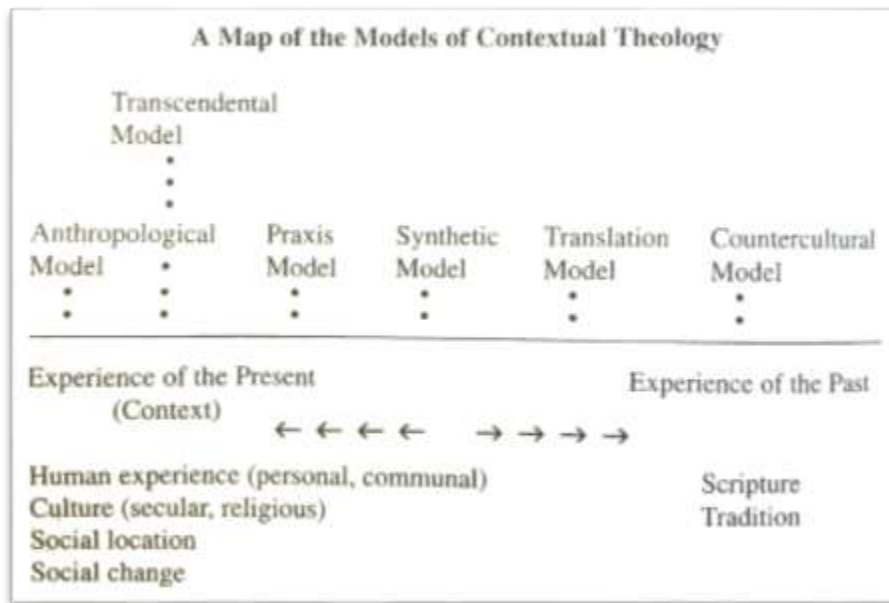 A Map of the Models of Contextual Theology
Transcendental
Model
Anthropological Praxis Synthetic Translation Countercultural
Model Model Model Model Model
Experience of the Present Experience of the Past
(Context)
← ← ← ← → → → →
Human experience (personal, communal) Scripture
Culture (secular, religious) Tradition
Social location
Social change